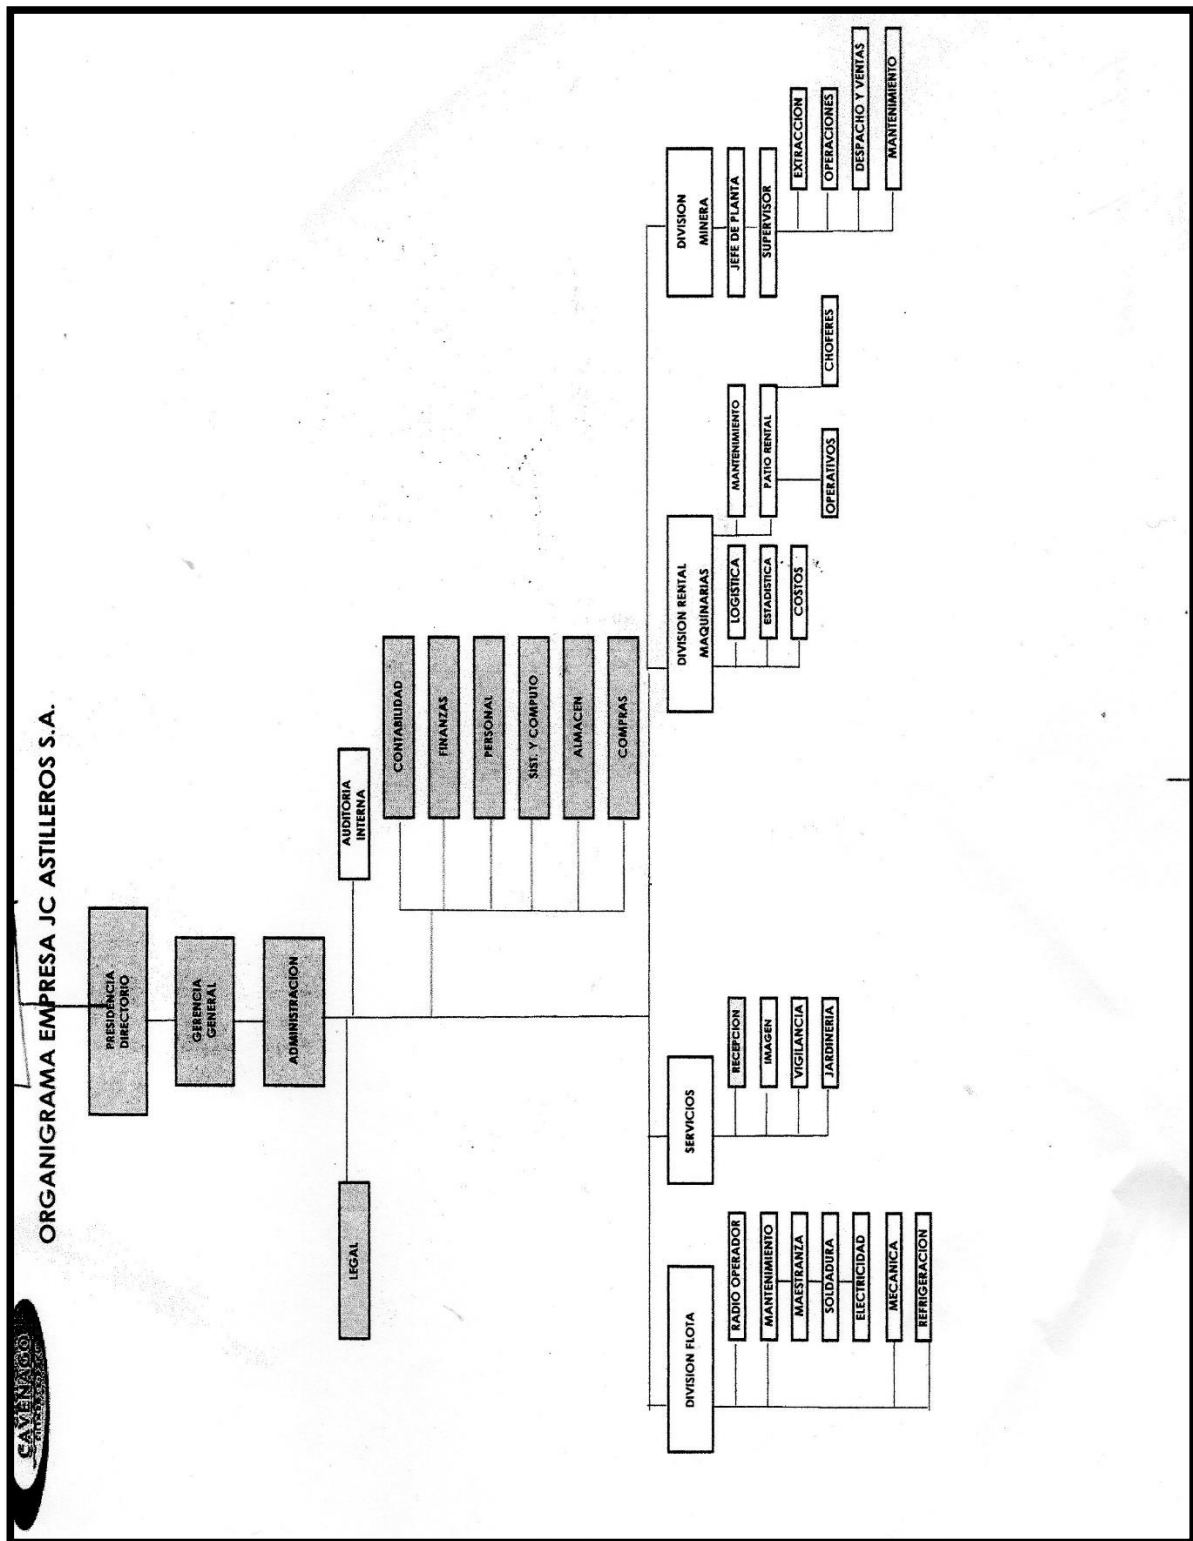 CAVENAGO
ORGANIGRAMA EMPRESA JC ASTILLEROS S.A.
PRESIDENCIA
DIRECTORIO
GERENCIA
GENERAL
ADMINISTRACION
LEGAL
AUDITORIA
INTERNA
CONTABILIDAD
FINANZAS
PERSONAL
SIST. Y COMPUTO
ALMACEN
COMPRAS
DIVISION FLOTA
RADIO OPERADOR
MANTENIMIENTO
MAESTRANZA
SOLDADURA
ELECTRICIDAD
MECANICA
REFRIGERACION
SERVICIOS
RECEPCION
IMAGEN
VIGILANCIA
JARDINERIA
DIVISION RENTAL
MAQUINARIAS
LOGISTICA
ESTADISTICA
COSTOS
MANTENIMIENTO
PATIO RENTAL
OPERATIVOS
CHOFERES
DIVISION
MINERA
JEFE DE PLANTA
SUPERVISOR
EXTRACCION
OPERACIONES
DESPACHO Y VENTAS
MANTENIMIENTO